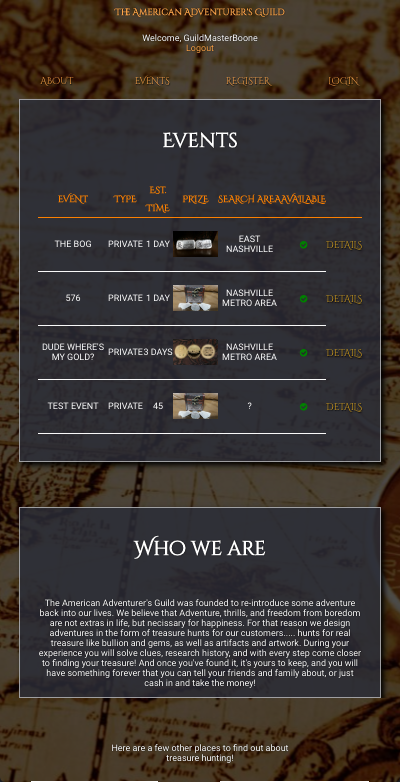 The American Adventurer's Guild
Welcome, GuildMasterBoone
Logout
About Events Register Login
Events
Event Type Est. Time Prize Search Area Available
THE BOG PRIVATE 1 DAY EAST NASHVILLE Details
576 PRIVATE 1 DAY NASHVILLE METRO AREA Details
DUDE WHERE'S MY GOLD? PRIVATE 3 DAYS NASHVILLE METRO AREA Details
TEST EVENT PRIVATE 45 ? Details
Who we are
The American Adventurer's Guild was founded to re-introduce some adventure
back into our lives. We believe that Adventure, thrills, and freedom from boredom
are not extras in life, but necissary for happiness. For that reason we design
adventures in the form of treasure hunts for our customers..... hunts for real
treasure like bullion and gems, as well as artifacts and artwork. During your
experience you will solve clues, research history, and with every step come closer
to finding your treasure! And once you've found it, it's yours to keep, and you will
have something forever that you can tell your friends and family about, or just
cash in and take the money!
Here are a few other places to find out about
treasure hunting!